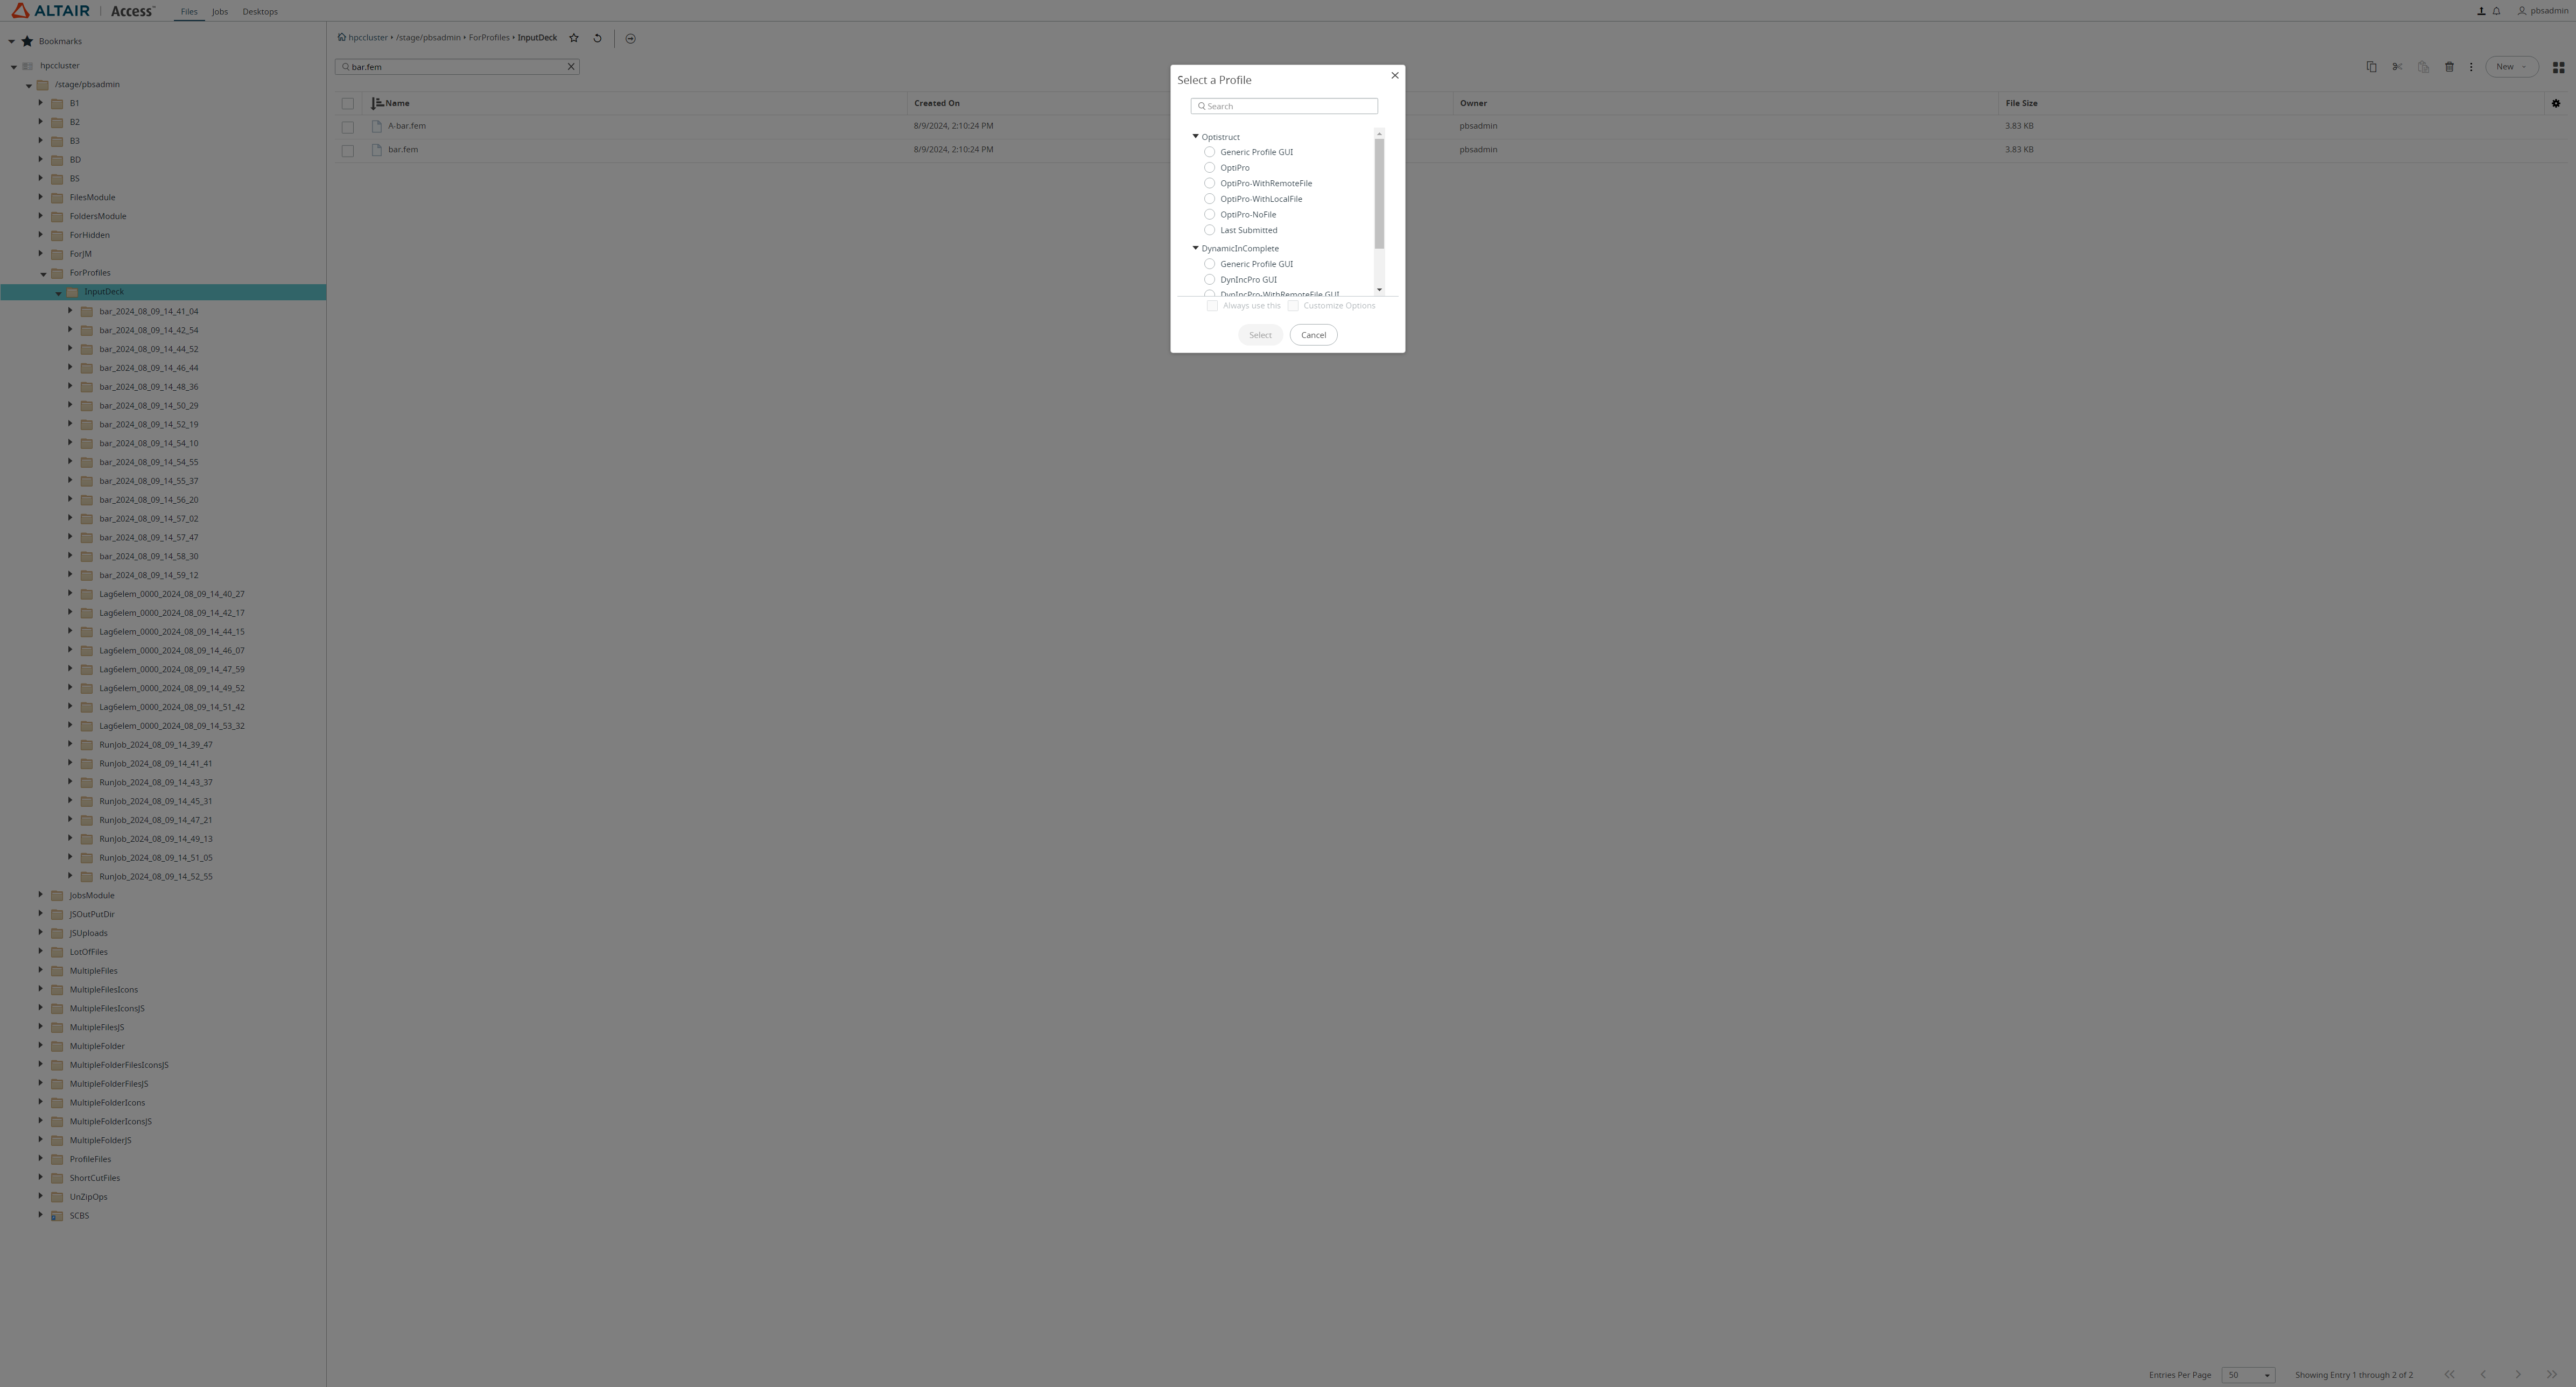 ALTAIR | Access™
Files
Jobs
Desktops
pbsadmin
Bookmarks
hpccluster
/stage/pbsadmin
B1
B2
B3
BD
BS
FilesModule
FoldersModule
ForHidden
ForJM
ForProfiles
InputDeck
bar_2024_08_09_14_41_04
bar_2024_08_09_14_42_54
bar_2024_08_09_14_44_52
bar_2024_08_09_14_46_44
bar_2024_08_09_14_48_36
bar_2024_08_09_14_50_29
bar_2024_08_09_14_52_19
bar_2024_08_09_14_54_10
bar_2024_08_09_14_54_55
bar_2024_08_09_14_55_37
bar_2024_08_09_14_56_20
bar_2024_08_09_14_57_02
bar_2024_08_09_14_57_47
bar_2024_08_09_14_58_30
bar_2024_08_09_14_59_12
Lag6elem_0000_2024_08_09_14_40_27
Lag6elem_0000_2024_08_09_14_42_17
Lag6elem_0000_2024_08_09_14_44_15
Lag6elem_0000_2024_08_09_14_46_07
Lag6elem_0000_2024_08_09_14_47_59
Lag6elem_0000_2024_08_09_14_49_52
Lag6elem_0000_2024_08_09_14_51_42
Lag6elem_0000_2024_08_09_14_53_32
RunJob_2024_08_09_14_39_47
RunJob_2024_08_09_14_41_41
RunJob_2024_08_09_14_43_37
RunJob_2024_08_09_14_45_31
RunJob_2024_08_09_14_47_21
RunJob_2024_08_09_14_49_13
RunJob_2024_08_09_14_51_05
RunJob_2024_08_09_14_52_55
JobsModule
JSOutPutDir
JSUploads
LotOfFiles
MultipleFiles
MultipleFilesIcons
MultipleFilesIconsJS
MultipleFilesJS
MultipleFolder
MultipleFolderFilesIconsJS
MultipleFolderFilesJS
MultipleFolderIcons
MultipleFolderIconsJS
MultipleFolderJS
ProfileFiles
ShortCutFiles
UnZipOps
SCBS
hpccluster /stage/pbsadmin ForProfiles InputDeck
bar.fem
New
Name Created On Owner File Size
A-bar.fem 8/9/2024, 2:10:24 PM pbsadmin 3.83 KB
bar.fem 8/9/2024, 2:10:24 PM pbsadmin 3.83 KB
Select a Profile
Search
Optistruct
Generic Profile GUI
OptiPro
OptiPro-WithRemoteFile
OptiPro-WithLocalFile
OptiPro-NoFile
Last Submitted
DynamicInComplete
Generic Profile GUI
DynIncPro GUI
DynIncPro-WithRemoteFile GUI
Always use this Customize Options
Select Cancel
Entries Per Page 50 Showing Entry 1 through 2 of 2